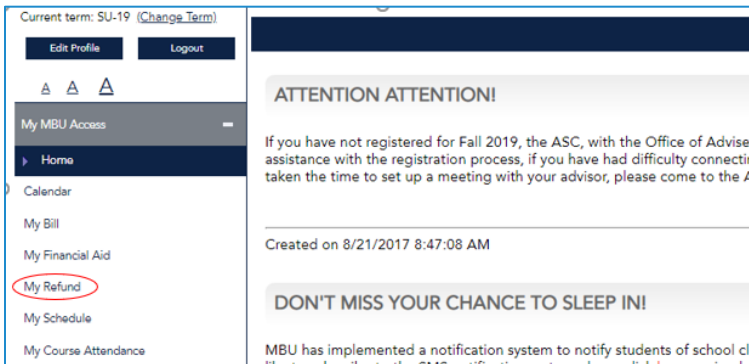 Current term: SU-19 (Change Term)
Edit Profile
Logout
A A A
My MBU Access
Home
Calendar
My Bill
My Financial Aid
My Refund
My Schedule
My Course Attendance
ATTENTION ATTENTION!
If you have not registered for Fall 2019, the ASC, with the Office of Advise
assistance with the registration process, if you have had difficulty connecti
taken the time to set up a meeting with your advisor, please come to the A
Created on 8/21/2017 8:47:08 AM
DON'T MISS YOUR CHANCE TO SLEEP IN!
MBU has implemented a notification system to notify students of school c